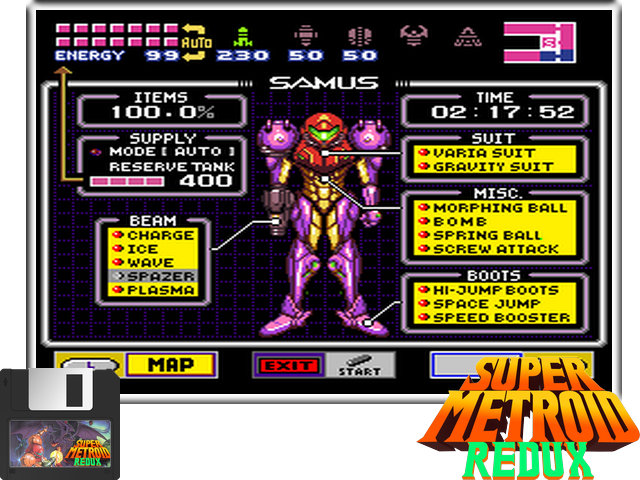 AUTO
ENERGY 99 230 50 50
S
SAMUS
ITEMS
100.0%
TIME
02:17:52
SUPPLY
MODE[ AUTO ]
RESERVE TANK
400
SUIT
VARIA SUIT
GRAVITY SUIT
MISC.
MORPHING BALL
BOMB
SPRING BALL
SCREW ATTACK
BEAM
CHARGE
ICE
WAVE
SPAZER
PLASMA
BOOTS
HI-JUMP BOOTS
SPACE JUMP
SPEED BOOSTER
L
MAP
EXIT
START
SUPER
METROID
REDUX
SUPER
METROID
REDUX